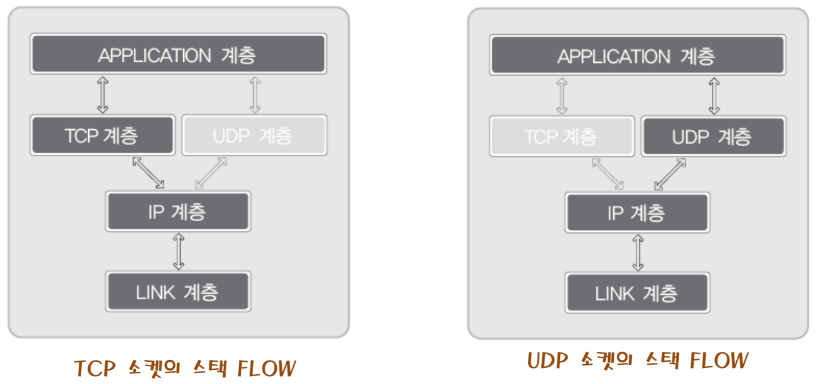 APPLICATION 계층
TCP 계층
UDP 계층
IP 계층
LINK 계층
TCP 소켓의 스택 FLOW
APPLICATION 계층
TCP 계층
UDP 계층
IP 계층
LINK 계층
UDP 소켓의 스택 FLOW